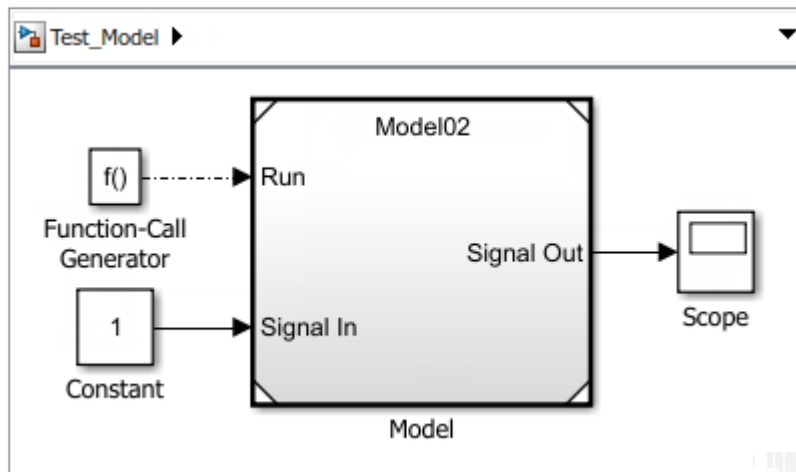 Test_Model
Model02
f()
Run
Function-Call
Generator
Signal Out
1
Signal In
Scope
Constant
Model